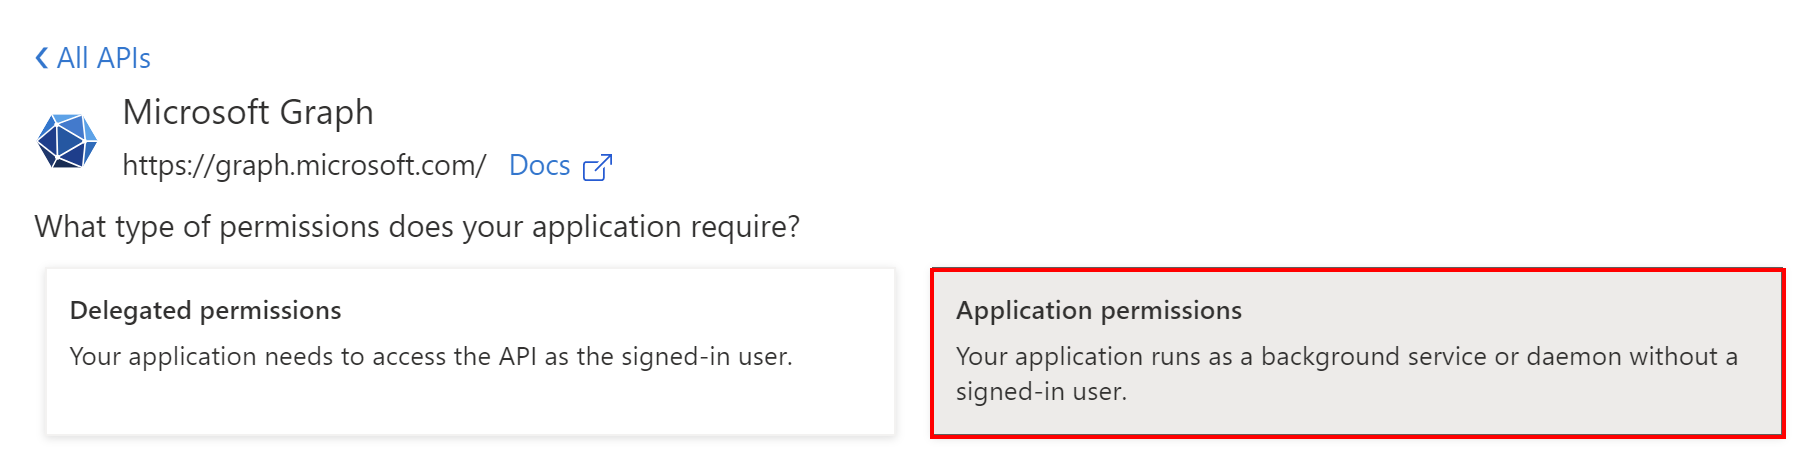 All APIs
Microsoft Graph
https://graph.microsoft.com/ Docs
What type of permissions does your application require?
Delegated permissions
Your application needs to access the API as the signed-in user.
Application permissions
Your application runs as a background service or daemon without a
signed-in user.